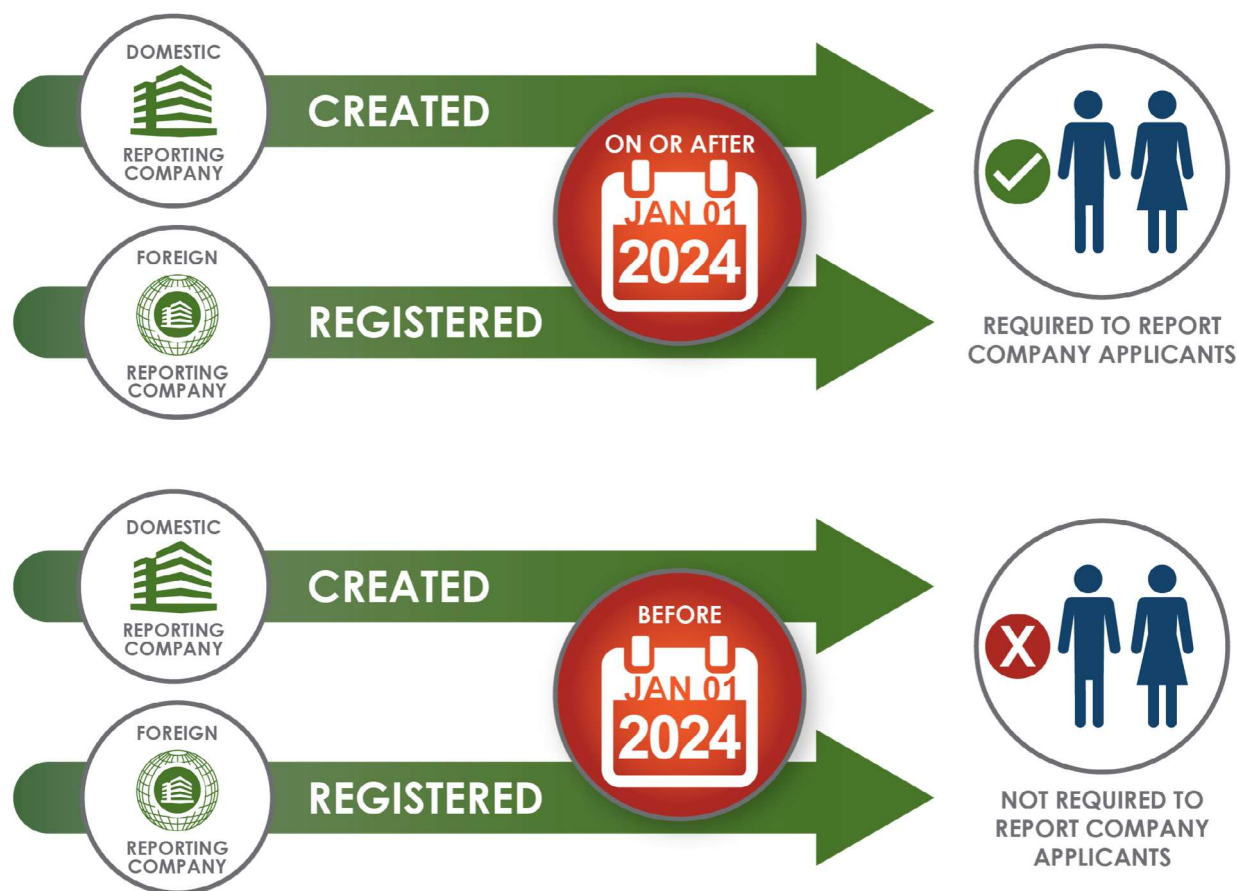 DOMESTIC
REPORTING
COMPANY
CREATED
FOREIGN
REPORTING
COMPANY
REGISTERED
ON OR AFTER
JAN 01
2024
REQUIRED TO REPORT
COMPANY APPLICANTS
DOMESTIC
REPORTING
COMPANY
CREATED
FOREIGN
REPORTING
COMPANY
REGISTERED
BEFORE
JAN 01
2024
X
NOT REQUIRED TO
REPORT COMPANY
APPLICANTS